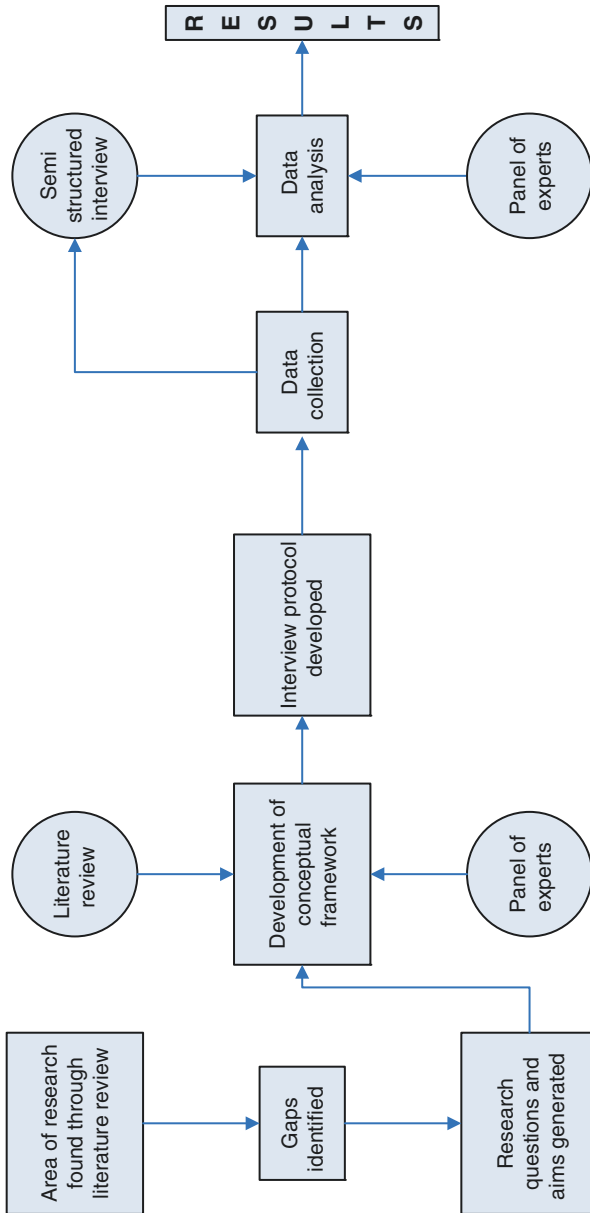 Area of research
found through
literature review
Gaps
identified
Research
questions and
aims generated
Literature
review
Development of
conceptual
framework
Panel of
experts
Interview protocol
developed
Data
collection
Semi
structured
interview
Data
analysis
Panel of
experts
R E S U L T S